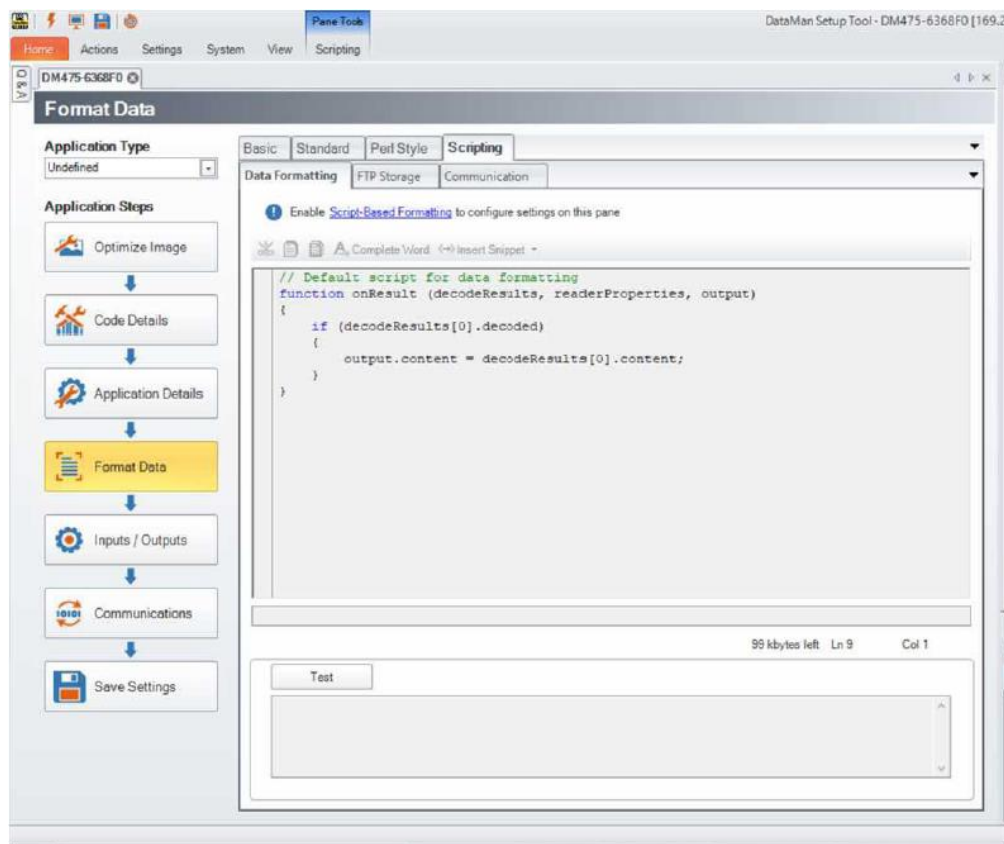 Pane Tools
DataMan Setup Tool - DM475-6368F0 [169.2
Home Actions Settings System View Scripting
Q & A
DM475-6368F0
Format Data
Application Type
Undefined
Application Steps
Optimize Image
Code Details
Application Details
Format Data
Inputs / Outputs
Communications
Save Settings
Basic Standard Perl Style Scripting
Data Formatting FTP Storage Communication
Enable Script-Based Formatting to configure settings on this pane
Complete Word Insert Snippet
// Default script for data formatting
function onResult (decodeResults, readerProperties, output)
{
if (decodeResults[0].decoded)
{
output.content = decodeResults[0].content;
}
}
99 kbytes left Ln 9 Col 1
Test